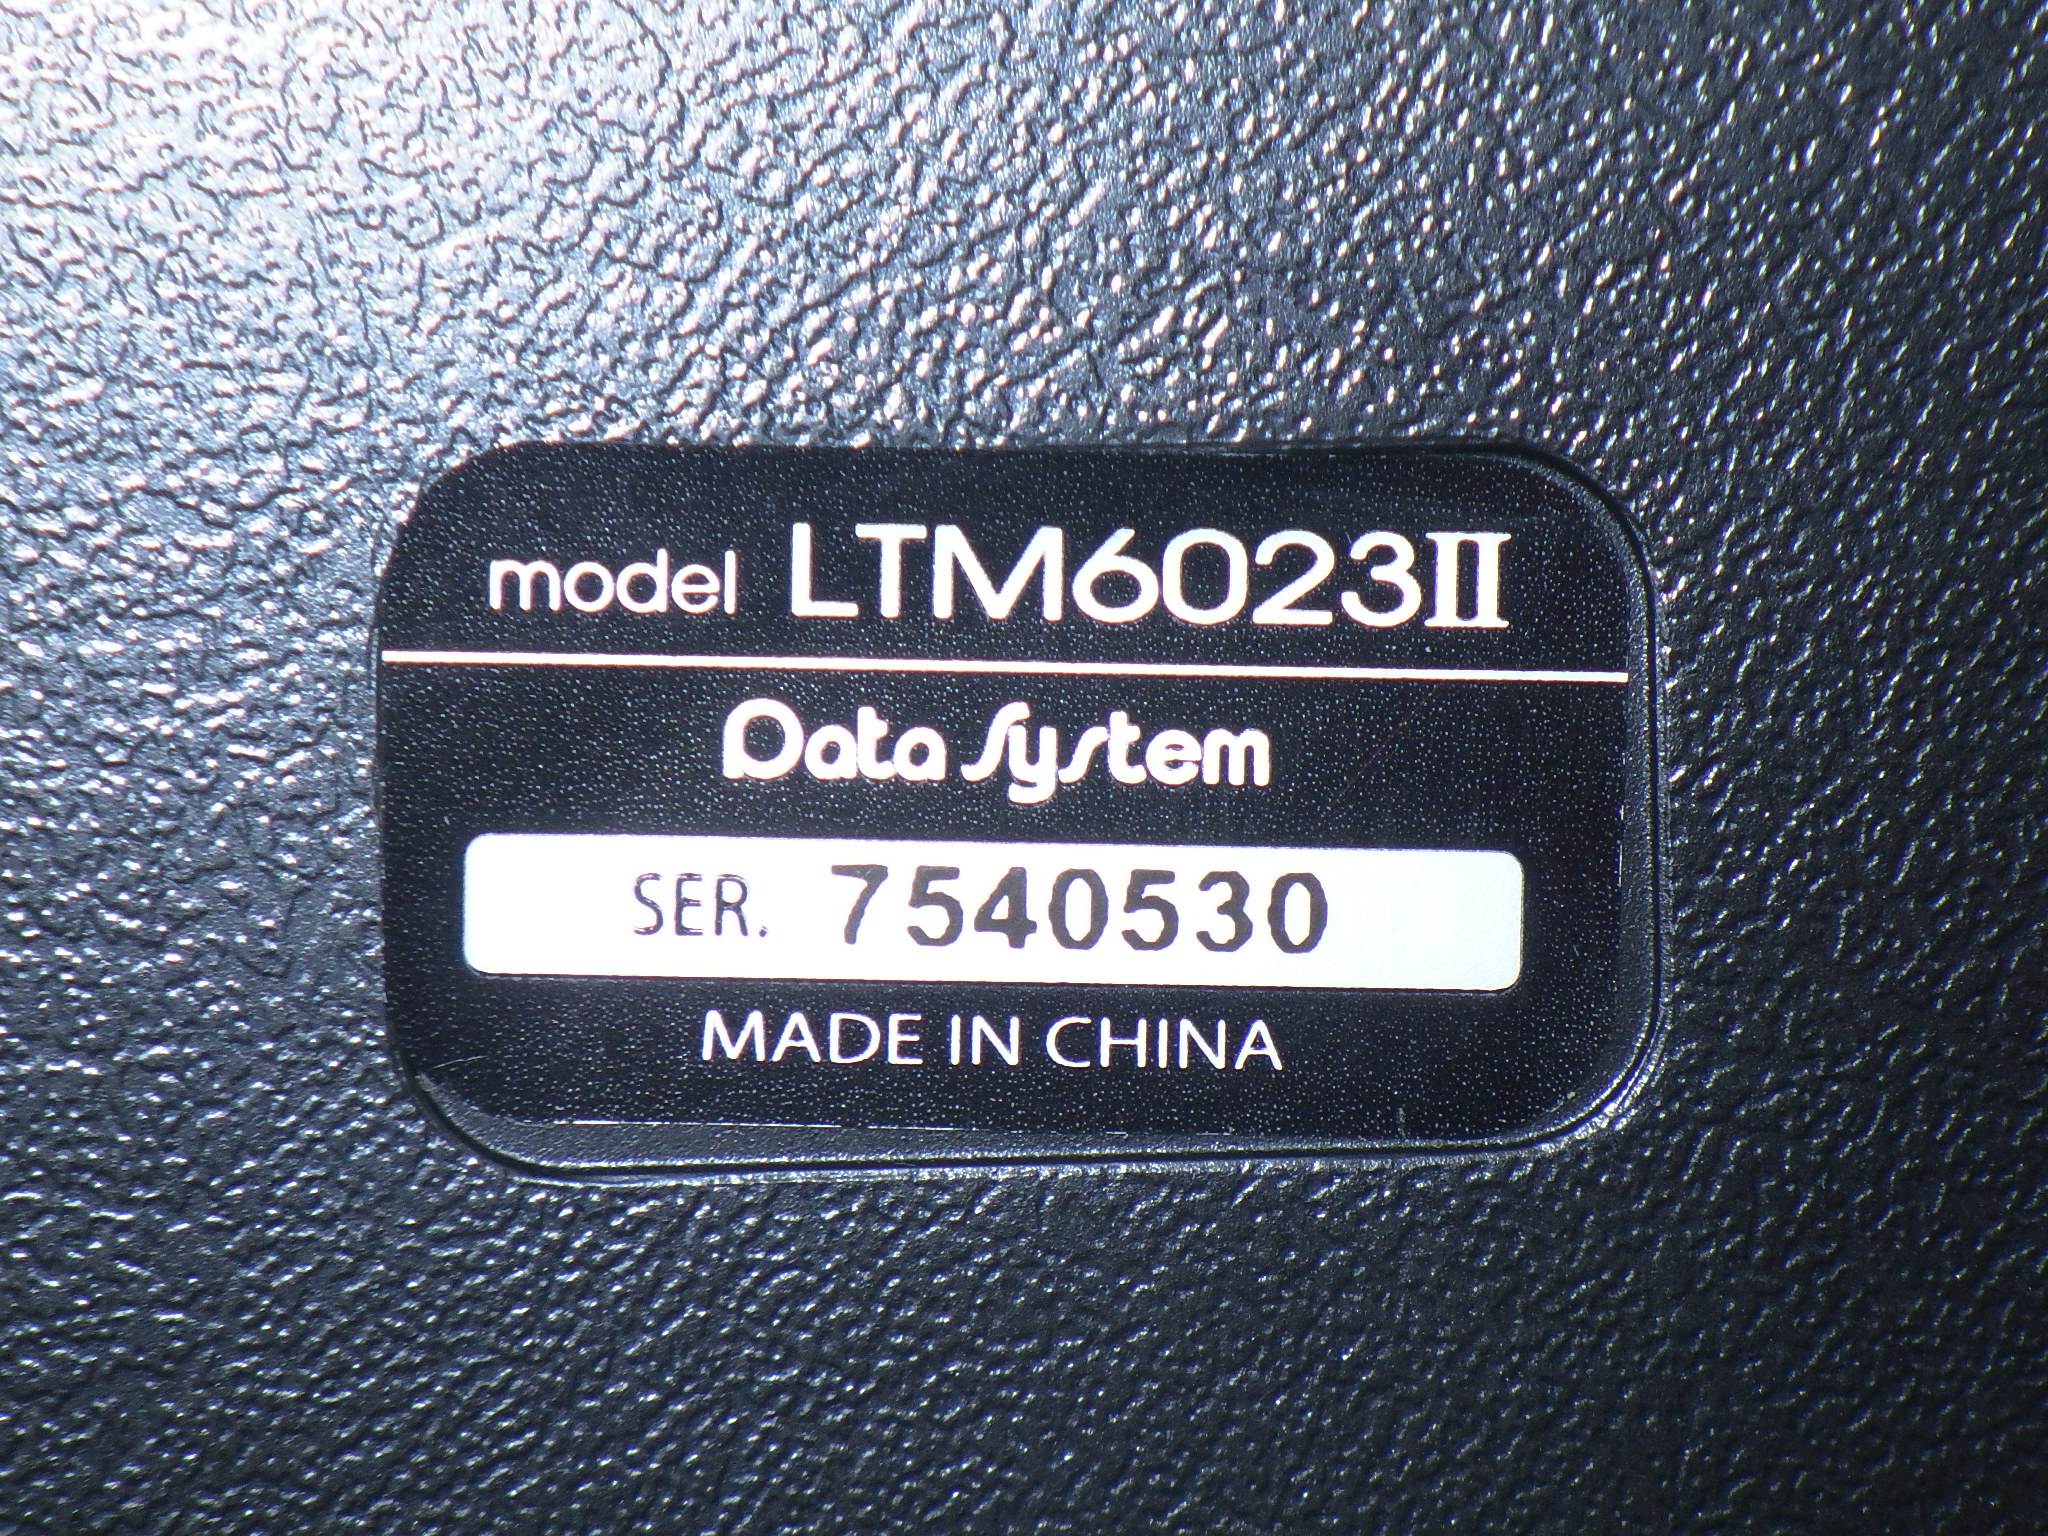 model LTM6023II
Data System
SER. 7540530
MADE IN CHINA